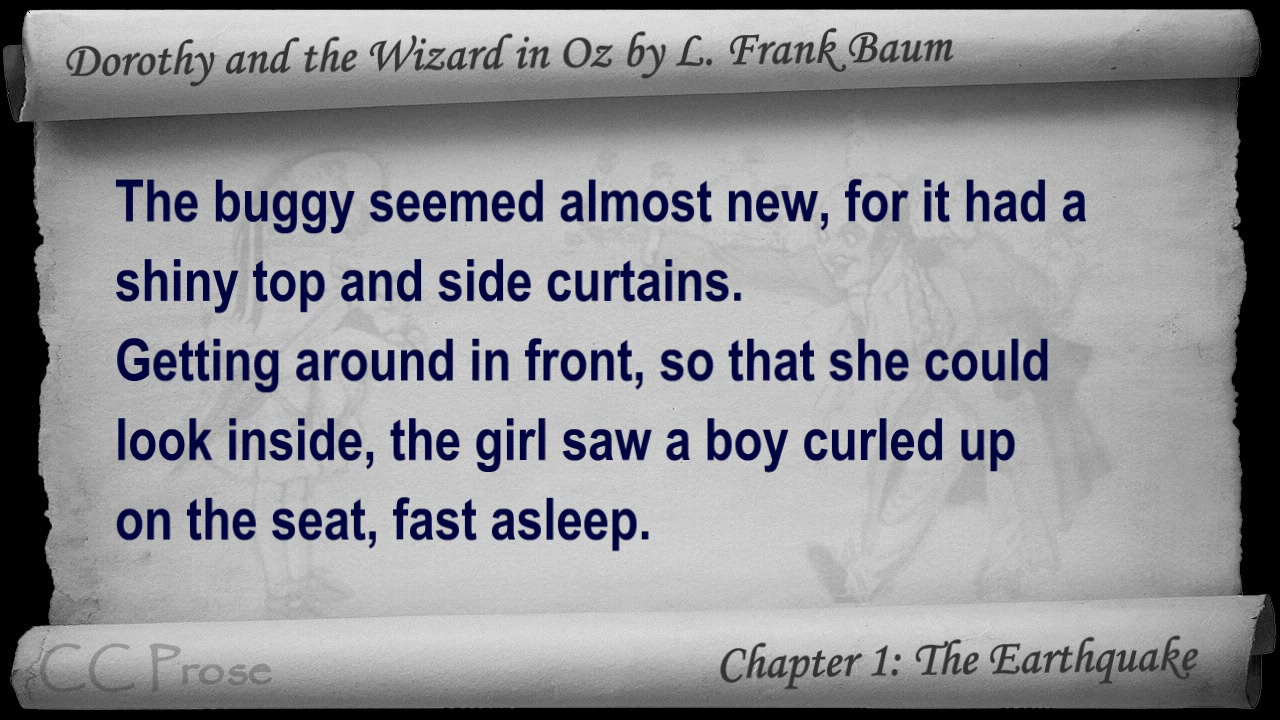 Dorothy and the Wizard in Oz by L. Frank Baum
The buggy seemed almost new, for it had a
shiny top and side curtains.
Getting around in front, so that she could
look inside, the girl saw a boy curled up
on the seat, fast asleep.
CC Prose
Chapter 1: The Earthquake